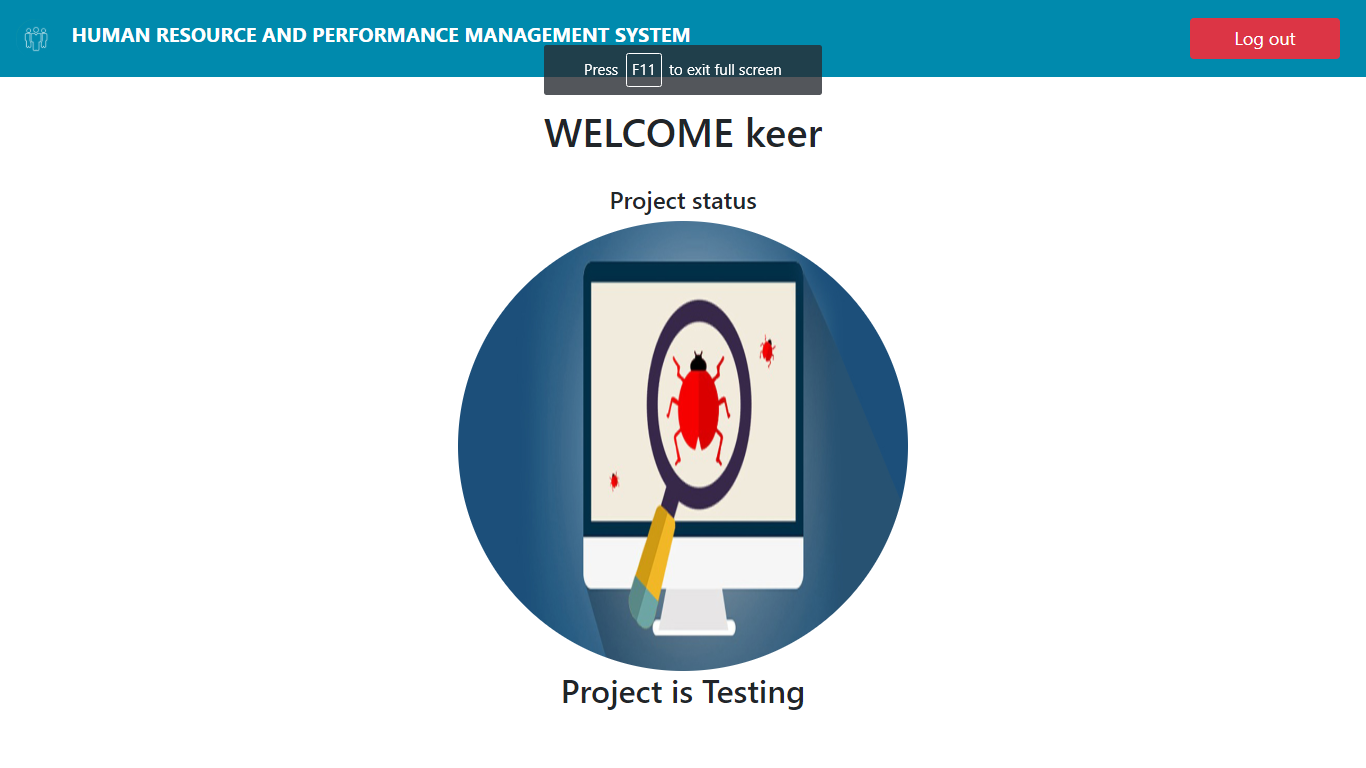 HUMAN RESOURCE AND PERFORMANCE MANAGEMENT SYSTEM
Log out
Press F11 to exit full screen
WELCOME keer
Project status
Project is Testing